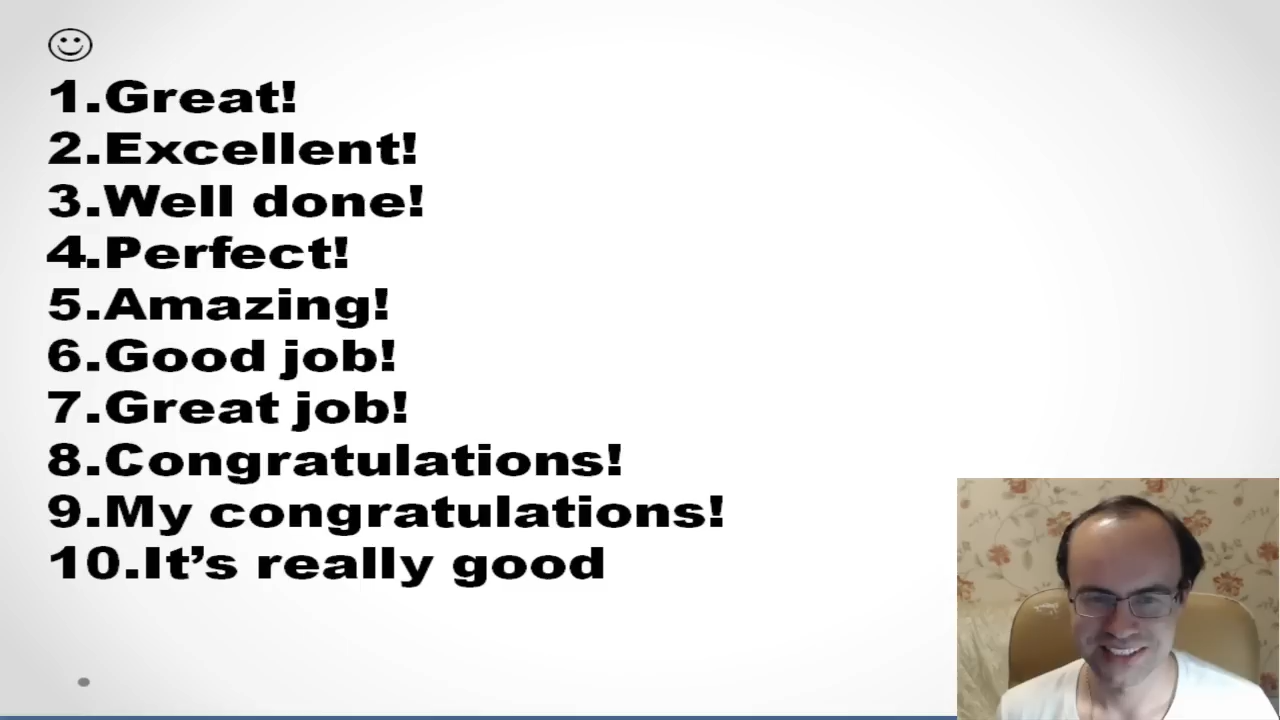 1.Great!
2.Excellent!
3.Well done!
4.Perfect!
5.Amazing!
6.Good job!
7.Great job!
8.Congratulations!
9.My congratulations!
10.It’s really good